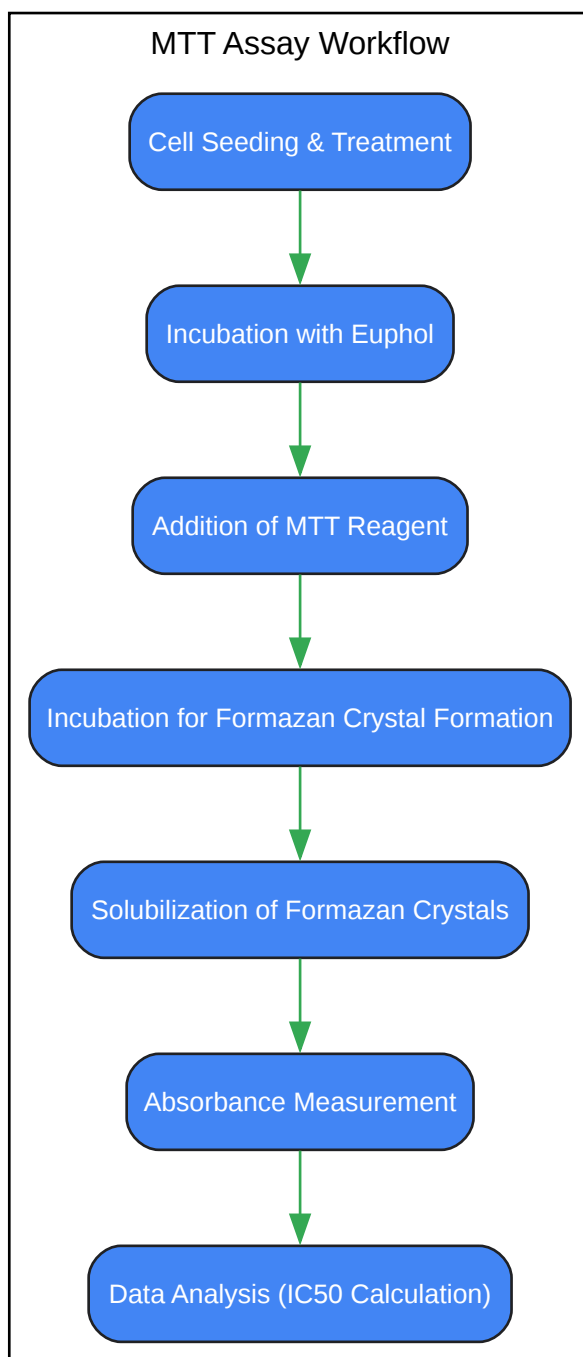 MTT Assay Workflow
Cell Seeding & Treatment
Incubation with Euphol
Addition of MTT Reagent
Incubation for Formazan Crystal Formation
Solubilization of Formazan Crystals
Absorbance Measurement
Data Analysis (IC50 Calculation)